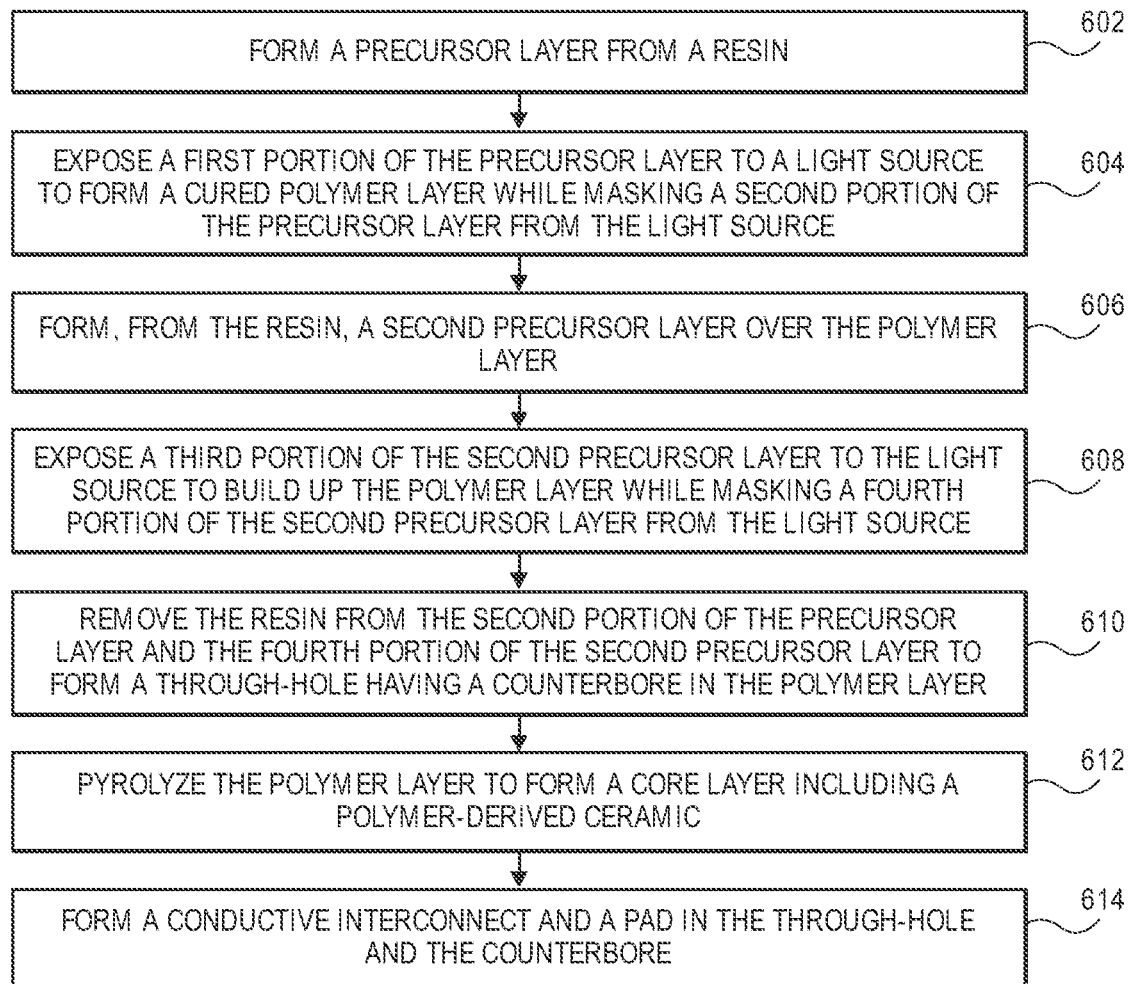 FORM A PRECURSOR LAYER FROM A RESIN
602
EXPOSE A FIRST PORTION OF THE PRECURSOR LAYER TO A LIGHT SOURCE
TO FORM A CURED POLYMER LAYER WHILE MASKING A SECOND PORTION OF
THE PRECURSOR LAYER FROM THE LIGHT SOURCE
604
FORM, FROM THE RESIN, A SECOND PRECURSOR LAYER OVER THE POLYMER
LAYER
606
EXPOSE A THIRD PORTION OF THE SECOND PRECURSOR LAYER TO THE LIGHT
SOURCE TO BUILD UP THE POLYMER LAYER WHILE MASKING A FOURTH
PORTION OF THE SECOND PRECURSOR LAYER FROM THE LIGHT SOURCE
608
REMOVE THE RESIN FROM THE SECOND PORTION OF THE PRECURSOR
LAYER AND THE FOURTH PORTION OF THE SECOND PRECURSOR LAYER TO
FORM A THROUGH-HOLE HAVING A COUNTERBORE IN THE POLYMER LAYER
610
PYROLYZE THE POLYMER LAYER TO FORM A CORE LAYER INCLUDING A
POLYMER-DERIVED CERAMIC
612
FORM A CONDUCTIVE INTERCONNECT AND A PAD IN THE THROUGH-HOLE
AND THE COUNTERBORE
614